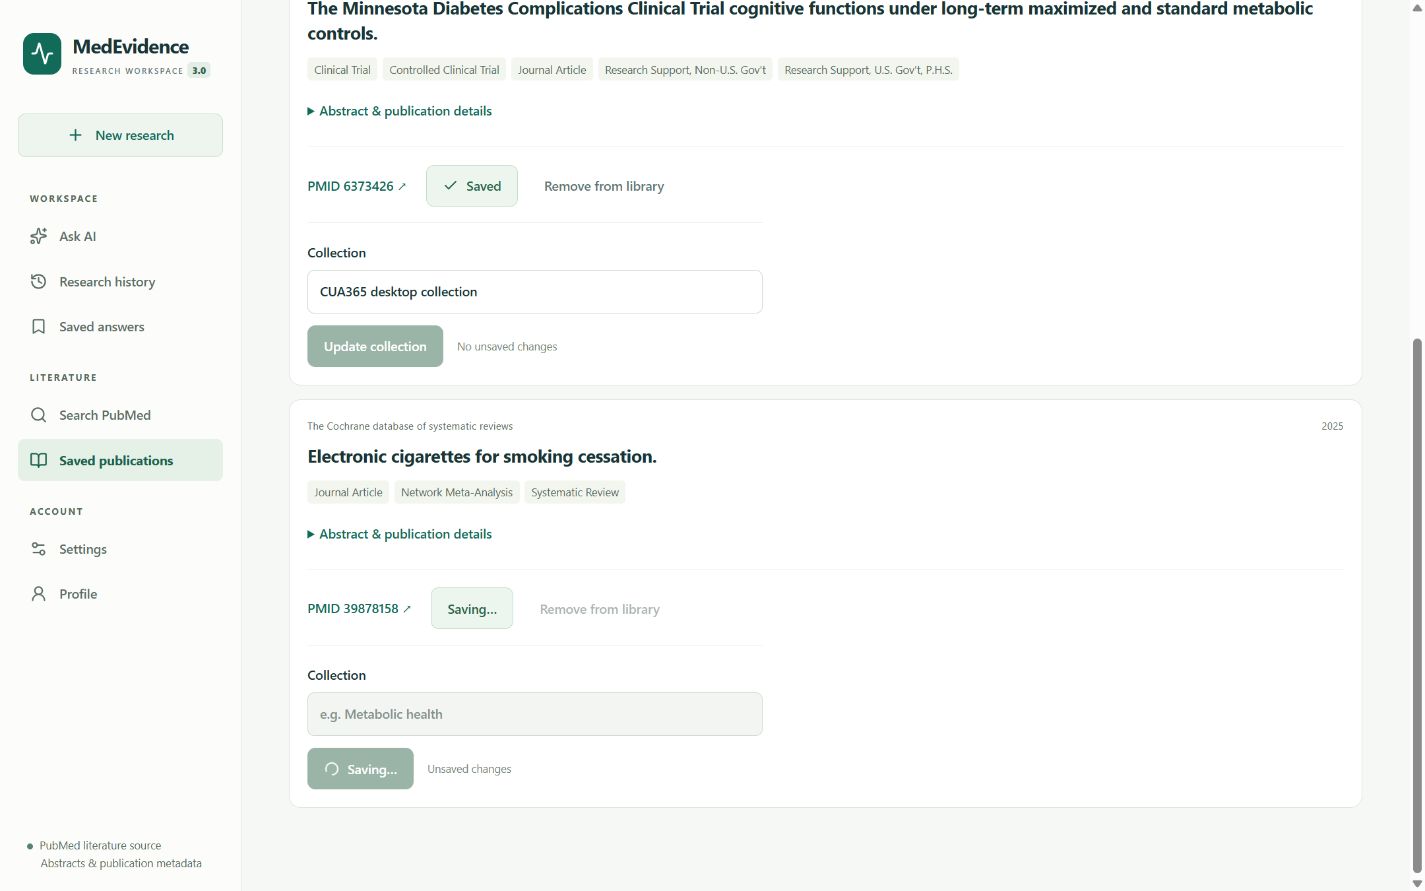 MedEvidence
RESEARCH WORKSPACE 3.0
New research
WORKSPACE
Ask AI
Research history
Saved answers
LITERATURE
Search PubMed
Saved publications
ACCOUNT
Settings
Profile
PubMed literature source
Abstracts & publication metadata
The Minnesota Diabetes Complications Clinical Trial cognitive functions under long-term maximized and standard metabolic
controls.
Clinical Trial Controlled Clinical Trial Journal Article Research Support, Non-U.S. Gov't Research Support, U.S. Gov't, P.H.S.
▶ Abstract & publication details
PMID 6373426 ↗ Saved Remove from library
Collection
CUA365 desktop collection
Update collection No unsaved changes
The Cochrane database of systematic reviews 2025
Electronic cigarettes for smoking cessation.
Journal Article Network Meta-Analysis Systematic Review
▶ Abstract & publication details
PMID 39878158 ↗ Saving... Remove from library
Collection
e.g. Metabolic health
Saving... Unsaved changes